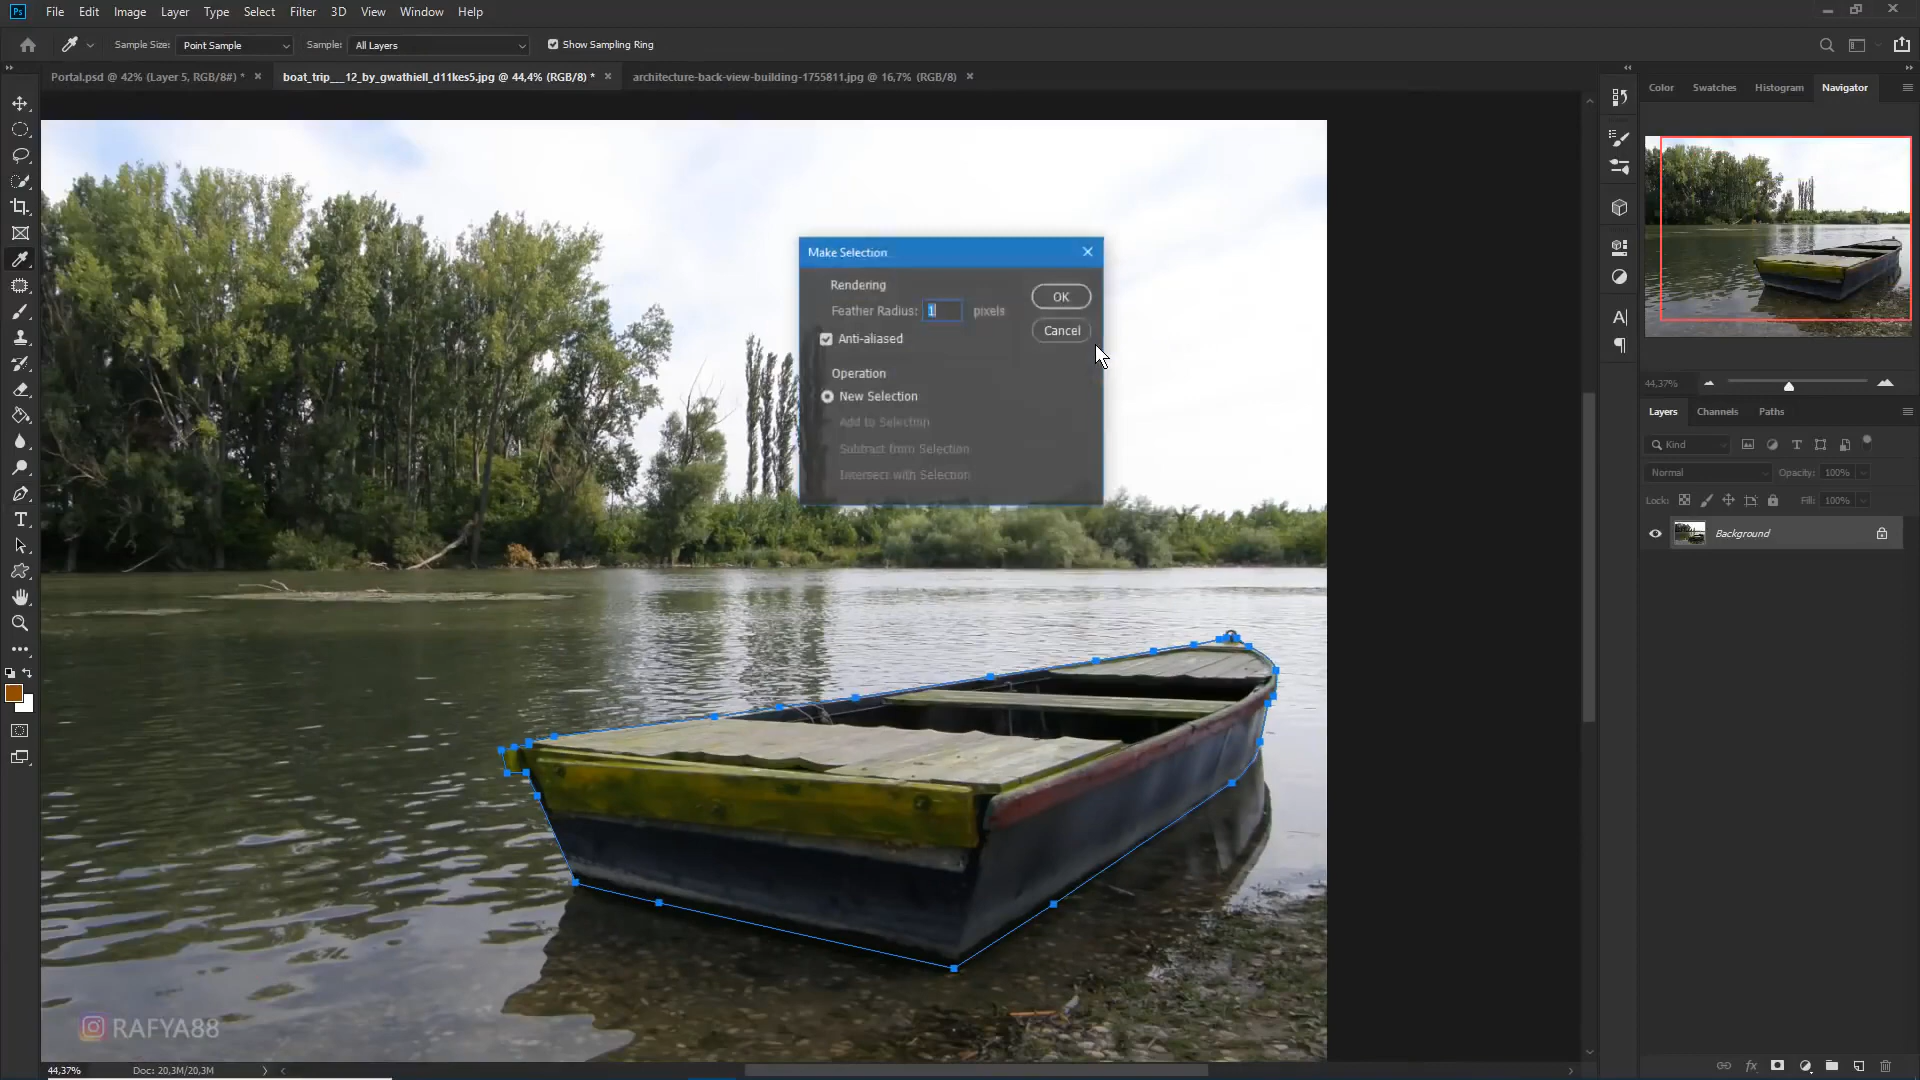 Ps File Edit Image Layer Type Select Filter 3D View Window Help
Sample Size: Point Sample Sample: All Layers Show Sampling Ring
Portal.psd @ 42% (Layer 5, RGB/8#) * × boat_trip___12_by_gwathiell_d11kes5.jpg @ 44,4% (RGB/8) * × architecture-back-view-building-1755811.jpg @ 16,7% (RGB/8) ×
Color Swatches Histogram Navigator
Make Selection
Rendering
Feather Radius: 1 pixels
Anti-aliased
OK
Cancel
Operation
New Selection
Add to Selection
Subtract from Selection
Intersect with Selection
44,37%
Layers Channels Paths
Kind
Normal Opacity: 100%
Lock: Fill: 100%
Background
RAFYA88
44,37% Doc: 20,3M/20,3M